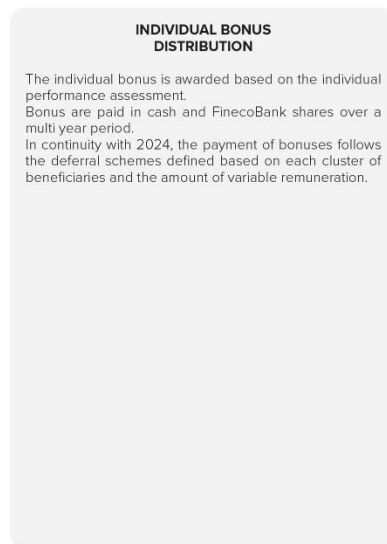 INDIVIDUAL BONUS
DISTRIBUTION
The individual bonus is awarded based on the individual
performance assessment.
Bonus are paid in cash and FinecoBank shares over a
multi year period.
In continuity with 2024, the payment of bonuses follows
the deferral schemes defined based on each cluster of
beneficiaries and the amount of variable remuneration.